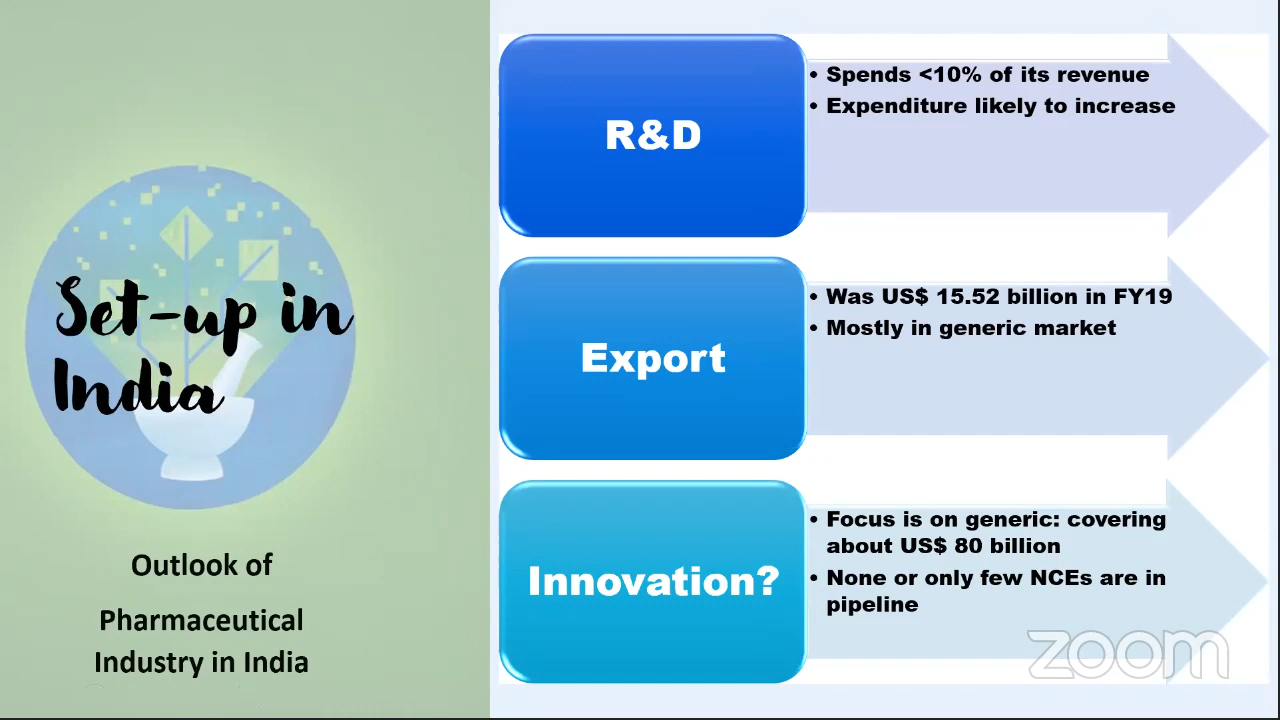 Set-up in
India
Outlook of
Pharmaceutical
Industry in India
R&D
• Spends <10% of its revenue
• Expenditure likely to increase
Export
• Was US$ 15.52 billion in FY19
• Mostly in generic market
Innovation?
• Focus is on generic: covering
about US$ 80 billion
• None or only few NCEs are in
pipeline
zoom